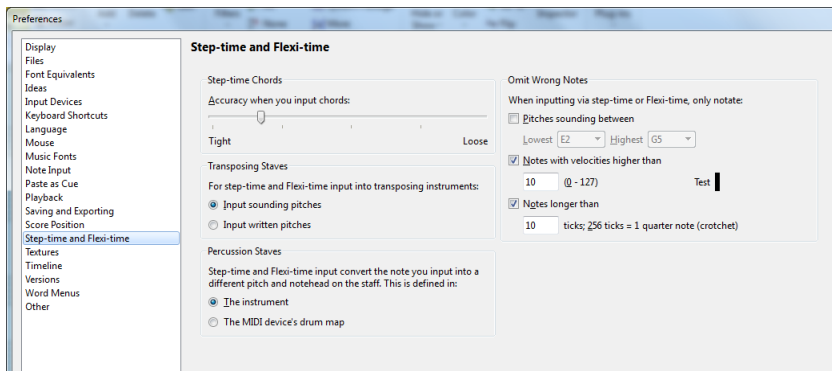 Preferences
Display
Files
Font Equivalents
Ideas
Input Devices
Keyboard Shortcuts
Language
Mouse
Music Fonts
Note Input
Paste as Cue
Playback
Saving and Exporting
Score Position
Step-time and Flexi-time
Textures
Timeline
Versions
Word Menus
Other
Step-time and Flexi-time
Step-time Chords
Accuracy when you input chords:
Tight Loose
Transposing Staves
For step-time and Flexi-time input into transposing instruments:
Input sounding pitches
Input written pitches
Percussion Staves
Step-time and Flexi-time input convert the note you input into a
different pitch and notehead on the staff. This is defined in:
The instrument
The MIDI device's drum map
Omit Wrong Notes
When inputting via step-time or Flexi-time, only notate:
Pitches sounding between
Lowest E2 Highest G5
Notes with velocities higher than
10 (0 - 127) Test
Notes longer than
10 ticks; 256 ticks = 1 quarter note (crotchet)